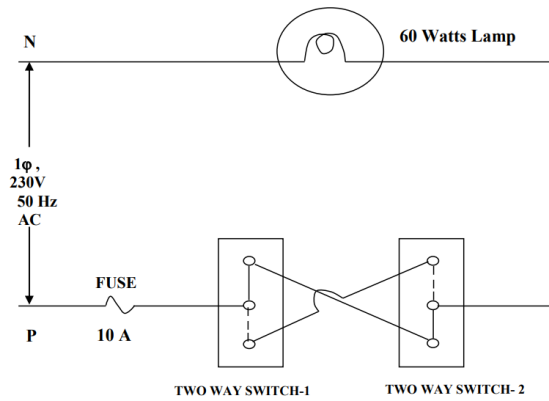 N
60 Watts Lamp
1φ ,
230V
50 Hz
AC
FUSE
P
10 A
TWO WAY SWITCH-1
TWO WAY SWITCH- 2